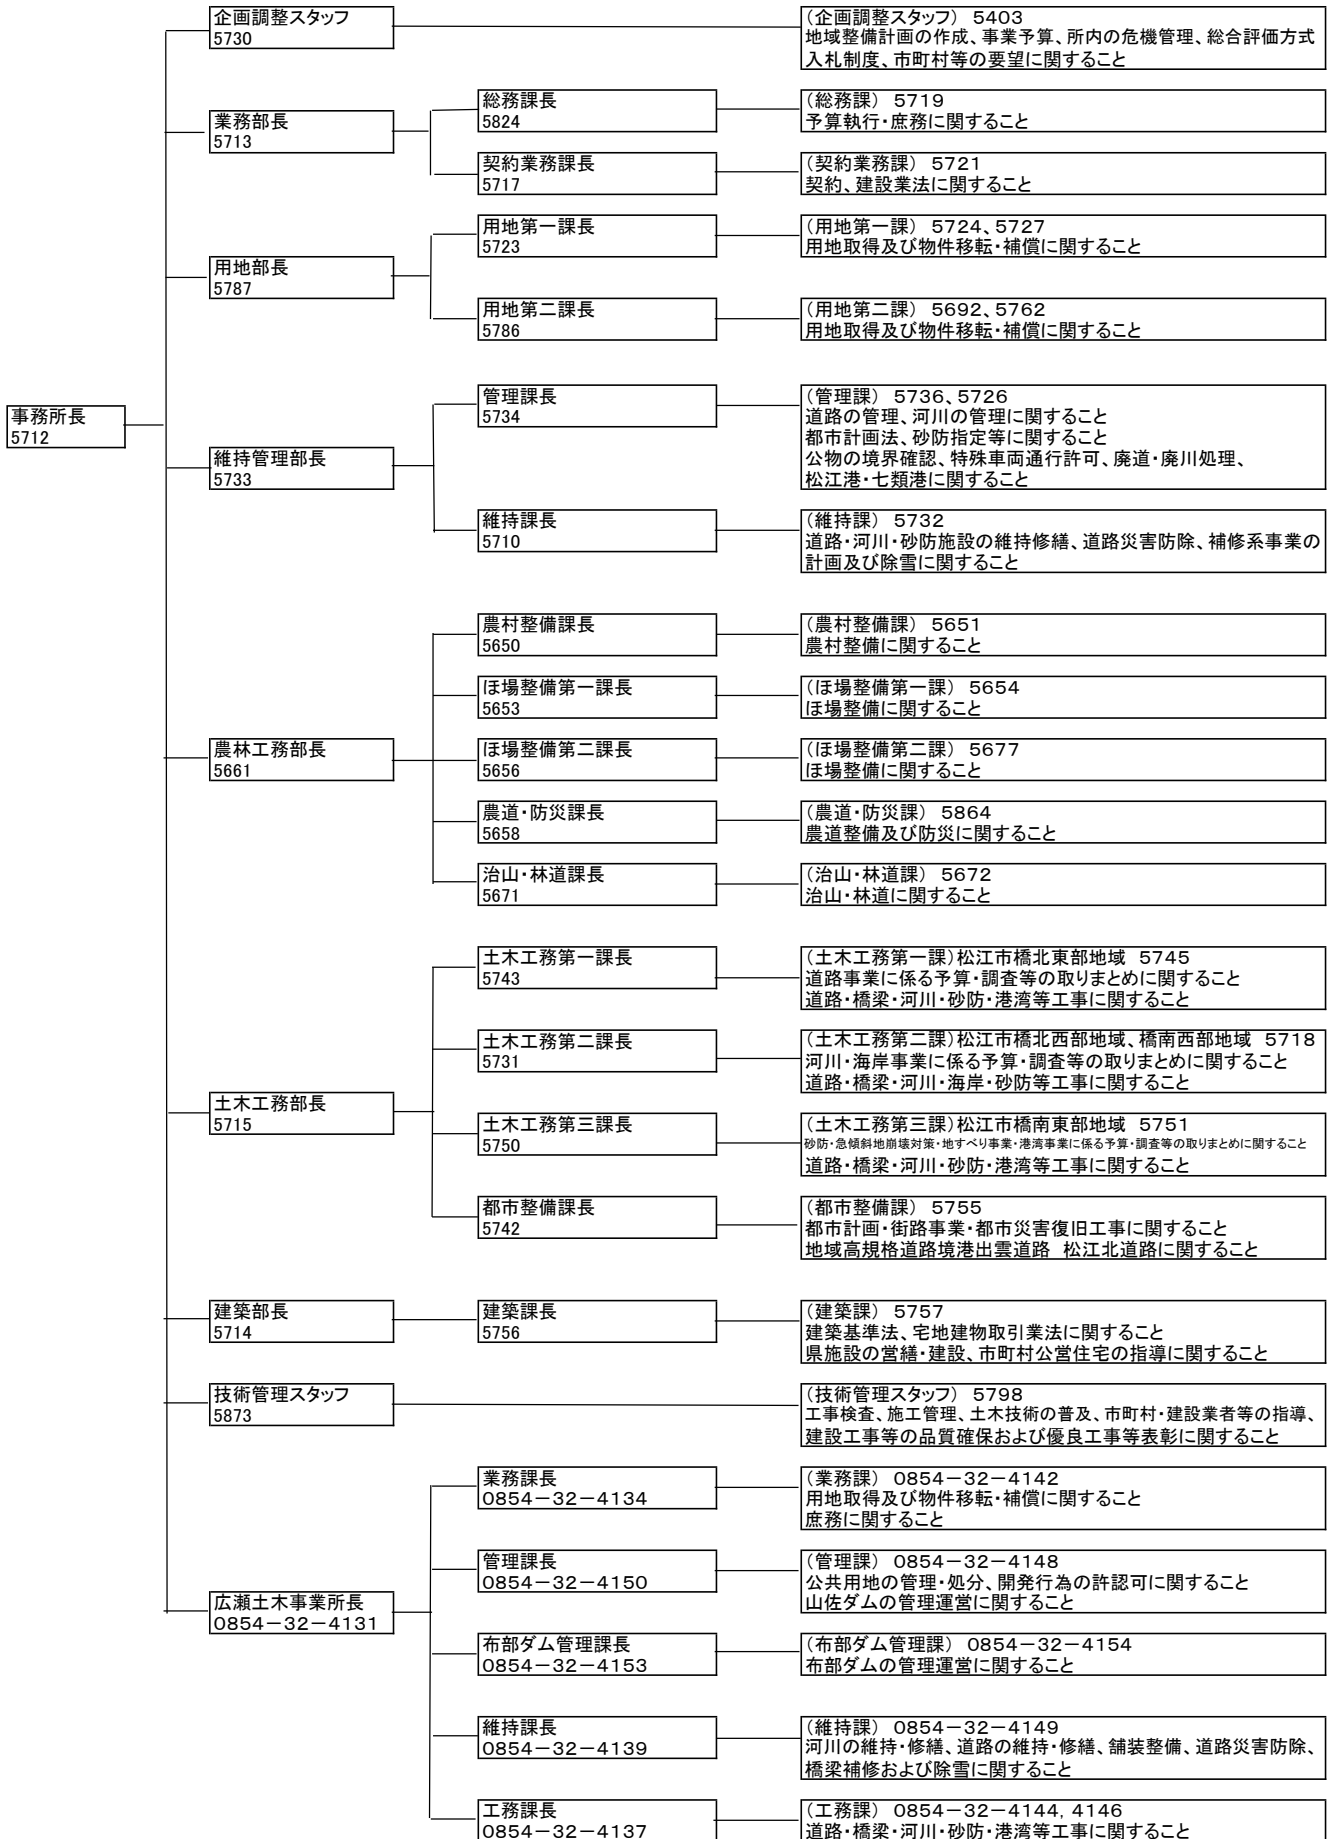 事務所長
5712
企画調整スタッフ
5730
（企画調整スタッフ） 5403
地域整備計画の作成、事業予算、所内の危機管理、総合評価方式
入札制度、市町村等の要望に関すること
業務部長
5713
総務課長
5824
（総務課） 5719
予算執行・庶務に関すること
契約業務課長
5717
（契約業務課） 5721
契約、建設業法に関すること
用地部長
5787
用地第一課長
5723
（用地第一課） 5724、5727
用地取得及び物件移転・補償に関すること
用地第二課長
5786
（用地第二課） 5692、5762
用地取得及び物件移転・補償に関すること
維持管理部長
5733
管理課長
5734
（管理課） 5736、5726
道路の管理、河川の管理に関すること
都市計画法、砂防指定等に関すること
公物の境界確認、特殊車両通行許可、廃道・廃川処理、
松江港・七類港に関すること
維持課長
5710
（維持課） 5732
道路・河川・砂防施設の維持修繕、道路災害防除、補修系事業の
計画及び除雪に関すること
農林工務部長
5661
農村整備課長
5650
（農村整備課） 5651
農村整備に関すること
ほ場整備第一課長
5653
（ほ場整備第一課） 5654
ほ場整備に関すること
ほ場整備第二課長
5656
（ほ場整備第二課） 5677
ほ場整備に関すること
農道・防災課長
5658
（農道・防災課） 5864
農道整備及び防災に関すること
治山・林道課長
5671
（治山・林道課） 5672
治山・林道に関すること
土木工務部長
5715
土木工務第一課長
5743
（土木工務第一課）松江市橋北東部地域 5745
道路事業に係る予算・調査等の取りまとめに関すること
道路・橋梁・河川・砂防・港湾等工事に関すること
土木工務第二課長
5731
（土木工務第二課）松江市橋北西部地域、橋南西部地域 5718
河川・海岸事業に係る予算・調査等の取りまとめに関すること
道路・橋梁・河川・海岸・砂防等工事に関すること
土木工務第三課長
5750
（土木工務第三課）松江市橋南東部地域 5751
砂防・急傾斜地崩壊対策・地すべり事業・港湾事業に係る予算・調査等の取りまとめに関すること
道路・橋梁・河川・砂防・港湾等工事に関すること
都市整備課長
5742
（都市整備課） 5755
都市計画・街路事業・都市災害復旧工事に関すること
地域高規格道路境港出雲道路 松江北道路に関すること
建築部長
5714
建築課長
5756
（建築課） 5757
建築基準法、宅地建物取引業法に関すること
県施設の営繕・建設、市町村公営住宅の指導に関すること
技術管理スタッフ
5873
（技術管理スタッフ） 5798
工事検査、施工管理、土木技術の普及、市町村・建設業者等の指導、
建設工事等の品質確保および優良工事等表彰に関すること
広瀬土木事業所長
0854－32－4131
業務課長
0854－32－4134
（業務課） 0854－32－4142
用地取得及び物件移転・補償に関すること
庶務に関すること
管理課長
0854－32－4150
（管理課） 0854－32－4148
公共用地の管理・処分、開発行為の許認可に関すること
山佐ダムの管理運営に関すること
布部ダム管理課長
0854－32－4153
（布部ダム管理課） 0854－32－4154
布部ダムの管理運営に関すること
維持課長
0854－32－4139
（維持課） 0854－32－4149
河川の維持・修繕、道路の維持・修繕、舗装整備、道路災害防除、
橋梁補修および除雪に関すること
工務課長
0854－32－4137
（工務課） 0854－32－4144，4146
道路・橋梁・河川・砂防・港湾等工事に関すること